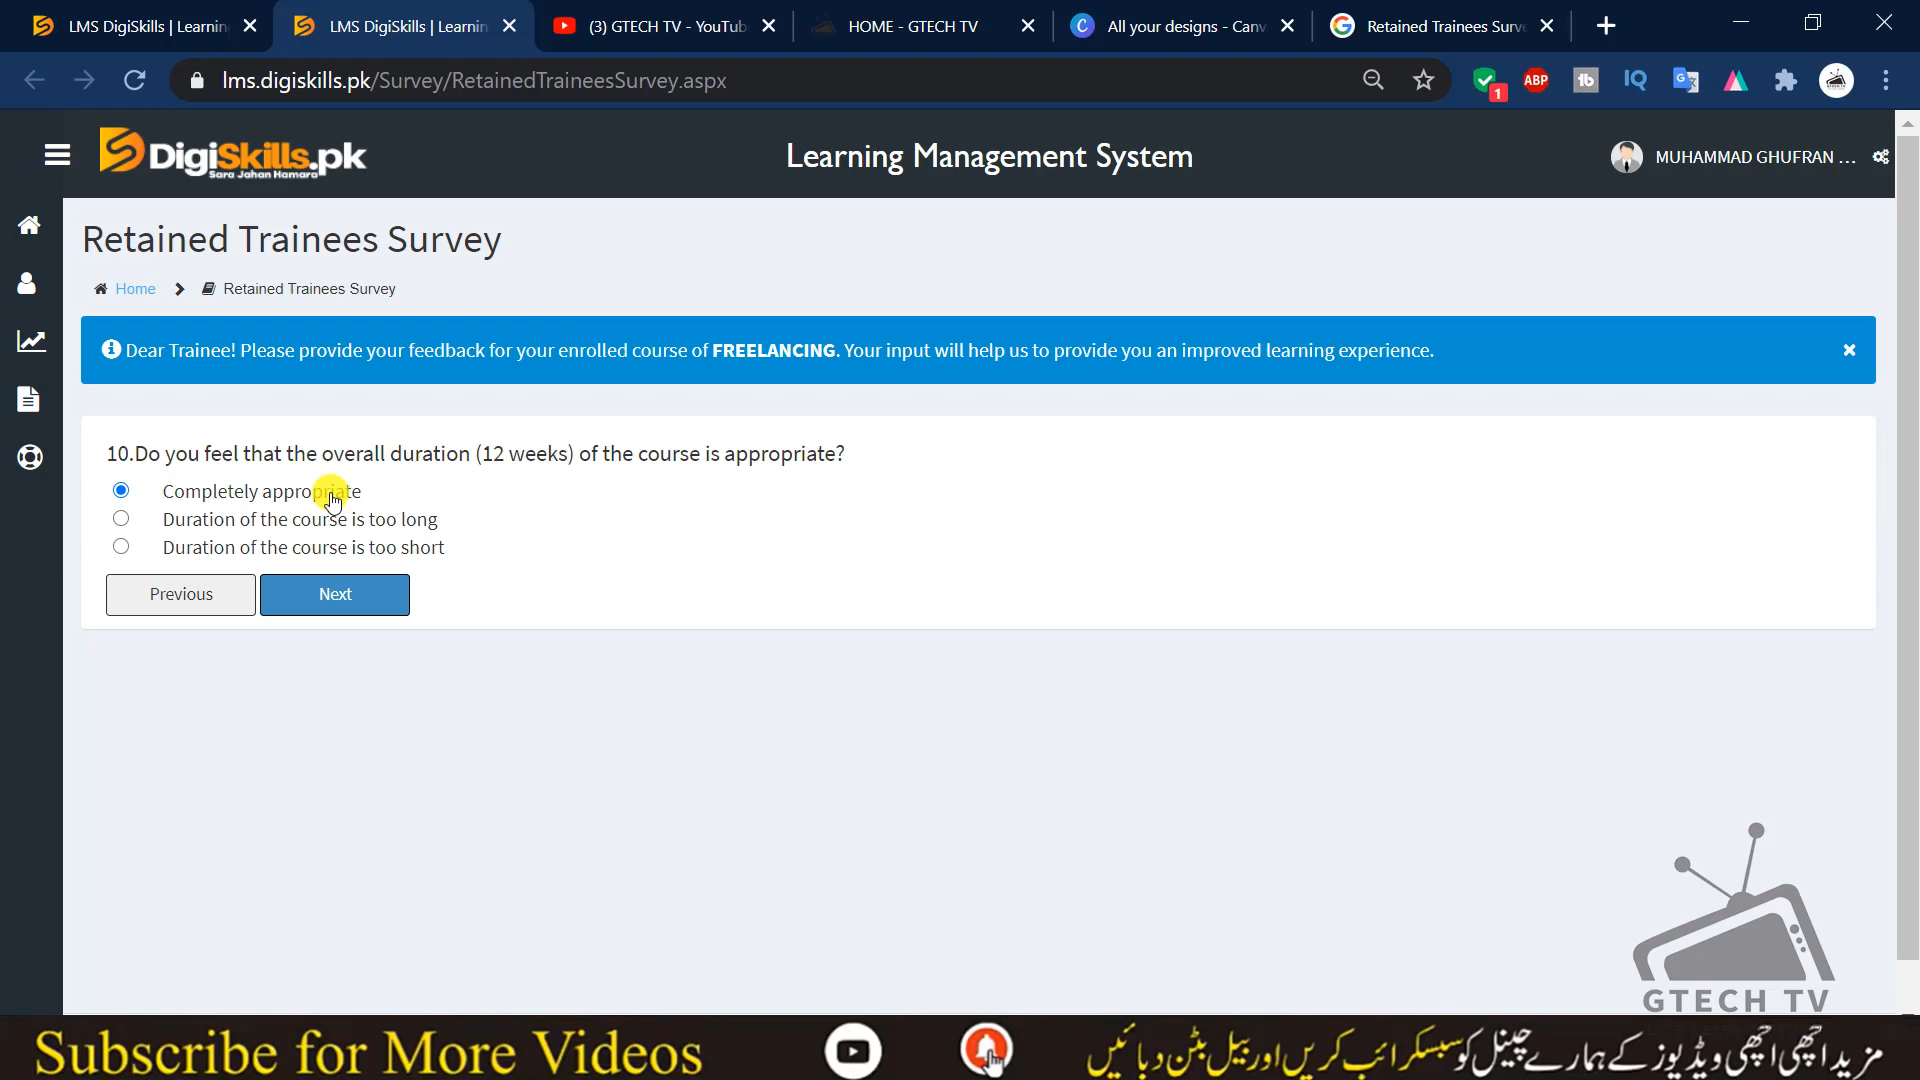 LMS DigiSkills | Learnin
LMS DigiSkills | Learnin
(3) GTECH TV - YouTub
HOME - GTECH TV
All your designs - Canv
Retained Trainees Surve
lms.digiskills.pk/Survey/RetainedTraineesSurvey.aspx
1
ABP
tb
IQ
DigiSkills.pk
Sara Jahan Hamara
Learning Management System
MUHAMMAD GHUFRAN ...
Retained Trainees Survey
Home
Retained Trainees Survey
Dear Trainee! Please provide your feedback for your enrolled course of FREELANCING. Your input will help us to provide you an improved learning experience.
10.Do you feel that the overall duration (12 weeks) of the course is appropriate?
Completely appropriate
Duration of the course is too long
Duration of the course is too short
Previous
Next
GTECH TV
Subscribe for More Videos
مزید اچھی اچھی ویڈیوز کے ہمارے چینل کو سبسکرائب کریں اور بیل بٹن دبائیں